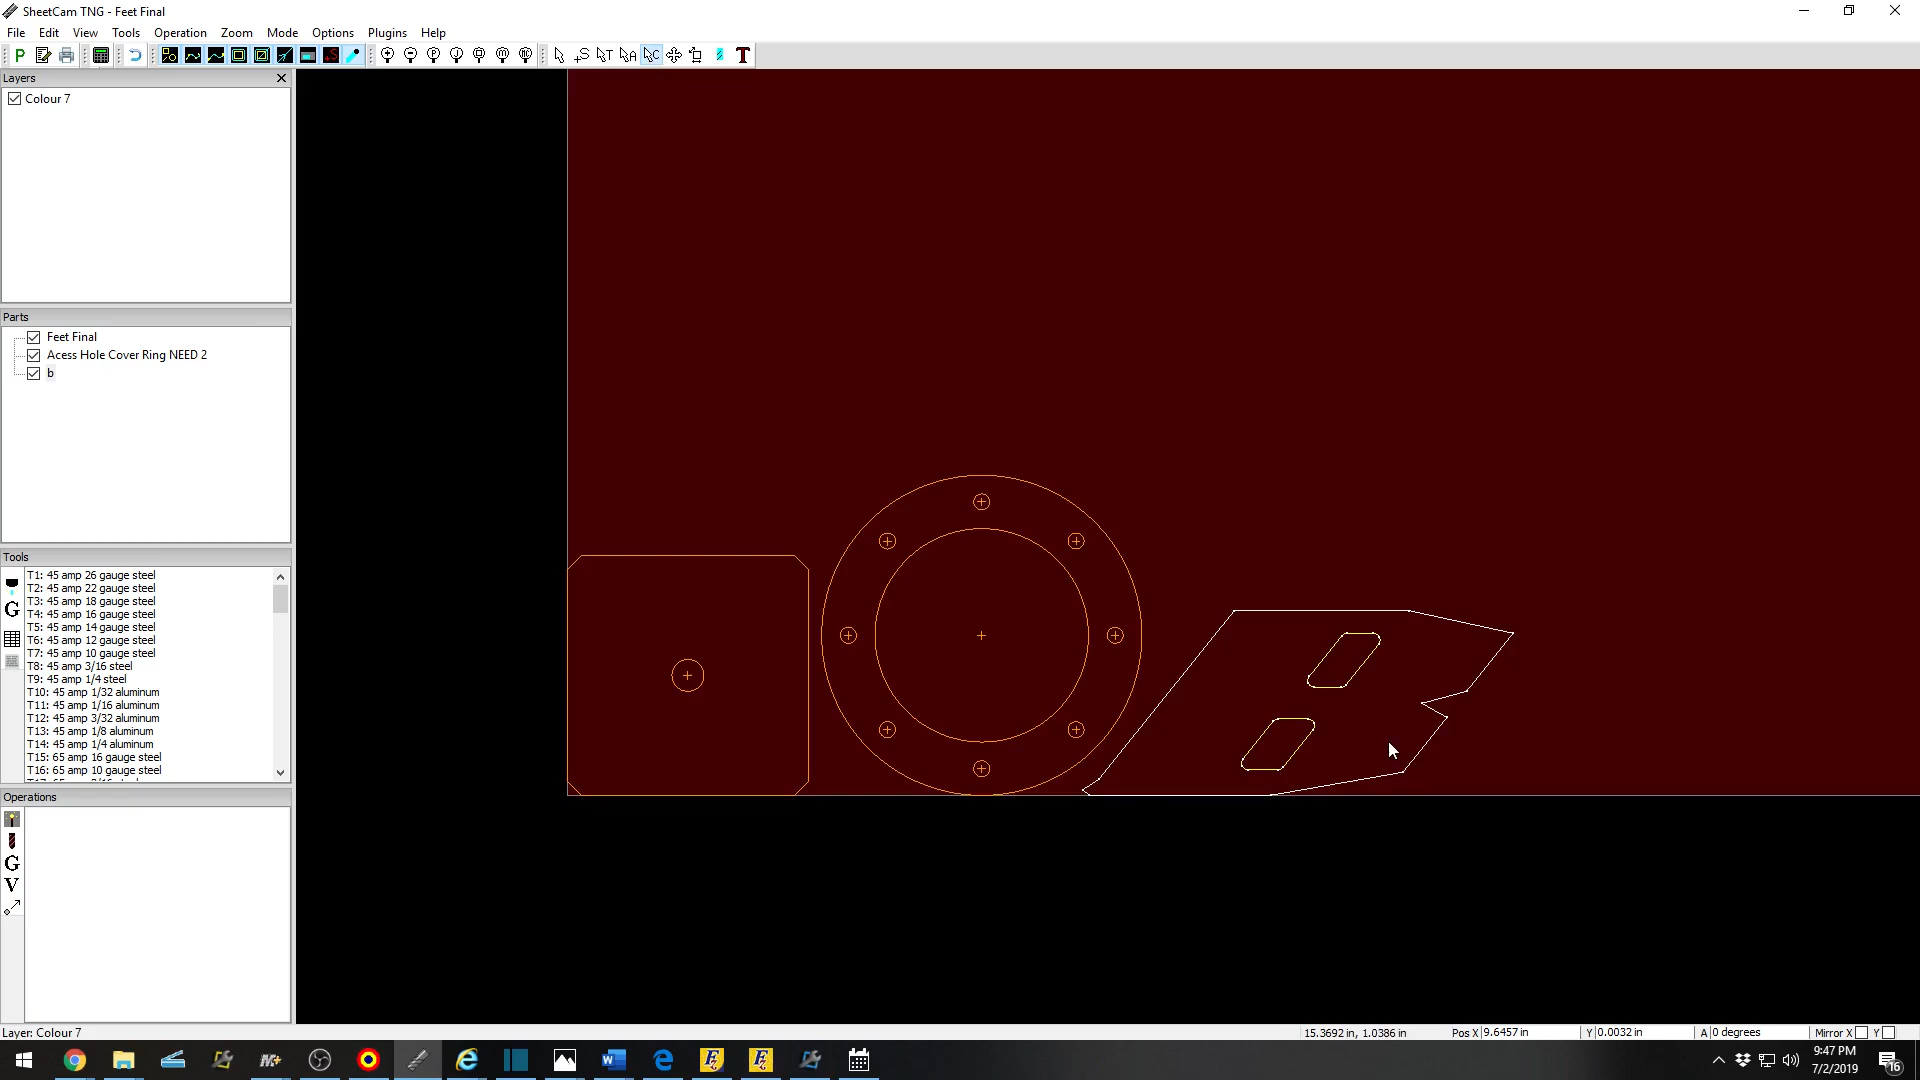 SheetCam TNG - Feet Final
File Edit View Tools Operation Zoom Mode Options Plugins Help
Layers
Colour 7
Parts
Feet Final
Acess Hole Cover Ring NEED 2
b
Tools
T1: 45 amp 26 gauge steel
T2: 45 amp 22 gauge steel
T3: 45 amp 18 gauge steel
T4: 45 amp 16 gauge steel
T5: 45 amp 14 gauge steel
T6: 45 amp 12 gauge steel
T7: 45 amp 10 gauge steel
T8: 45 amp 3/16 steel
T9: 45 amp 1/4 steel
T10: 45 amp 1/32 aluminum
T11: 45 amp 1/16 aluminum
T12: 45 amp 3/32 aluminum
T13: 45 amp 1/8 aluminum
T14: 45 amp 1/4 aluminum
T15: 65 amp 16 gauge steel
T16: 65 amp 10 gauge steel
Operations
Layer: Colour 7
15.3692 in, 1.0386 in Pos X 9.6457 in Y 0.0032 in A 0 degrees Mirror X Y
9:47 PM
7/2/2019
16